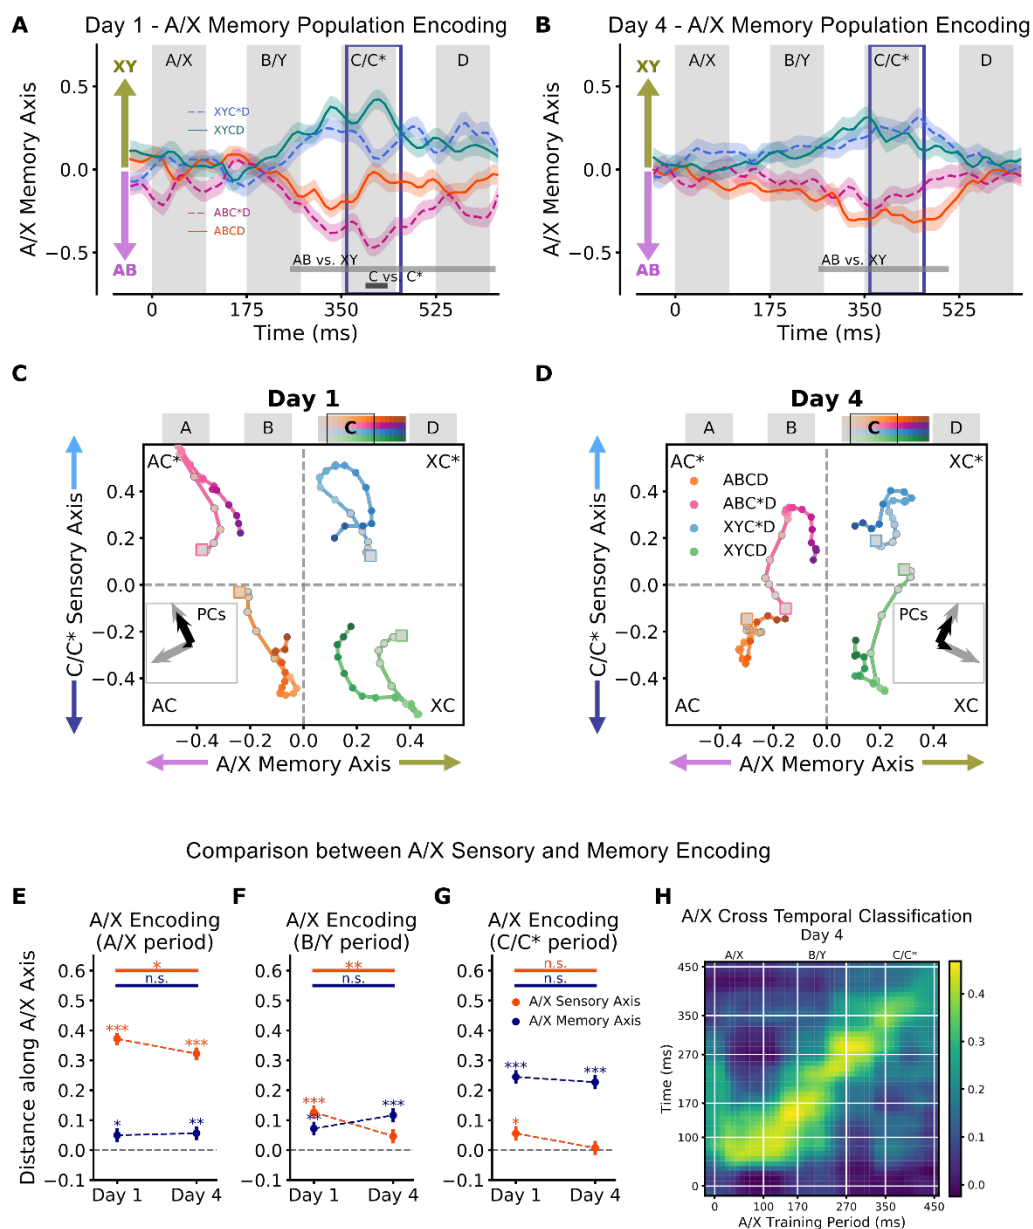 A
Day 1 - A/X Memory Population Encoding
A/X Memory Axis
0.5
0.0
−0.5
XY
AB
A/X
B/Y
C/C*
D
XYC*D
XYCD
ABC*D
ABCD
AB vs. XY
C vs. C*
0
175
350
525
Time (ms)
B
Day 4 - A/X Memory Population Encoding
A/X Memory Axis
0.5
0.0
−0.5
XY
AB
A/X
B/Y
C/C*
D
AB vs. XY
0
175
350
525
Time (ms)
C
Day 1
A
B
C
D
C/C* Sensory Axis
0.4
0.2
0.0
−0.2
−0.4
AC*
XC*
PCs
AC
XC
−0.4
−0.2
0.0
0.2
0.4
A/X Memory Axis
D
Day 4
A
B
C
D
C/C* Sensory Axis
0.4
0.2
0.0
−0.2
−0.4
AC*
XC*
ABCD
ABC*D
XYC*D
XYCD
PCs
AC
XC
−0.4
−0.2
0.0
0.2
0.4
A/X Memory Axis
Comparison between A/X Sensory and Memory Encoding
E
A/X Encoding
(A/X period)
Distance along A/X Axis
0.6
0.5
0.4
0.3
0.2
0.1
0.0
−0.1
*
n.s.
***
***
*
**
Day 1
Day 4
F
A/X Encoding
(B/Y period)
0.6
0.5
0.4
0.3
0.2
0.1
0.0
−0.1
**
n.s.
***
**
***
Day 1
Day 4
G
A/X Encoding
(C/C* period)
0.6
0.5
0.4
0.3
0.2
0.1
0.0
−0.1
n.s.
n.s.
A/X Sensory Axis
A/X Memory Axis
***
***
*
Day 1
Day 4
H
A/X Cross Temporal Classification
Day 4
A/X
B/Y
C/C*
Time (ms)
450
350
270
170
100
0
0
100
170
270
350
450
A/X Training Period (ms)
0.4
0.3
0.2
0.1
0.0